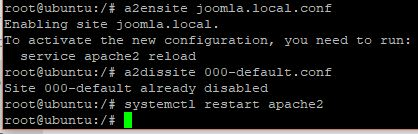 root@ubuntu:/# a2ensite joomla.local.conf
Enabling site joomla.local.
To activate the new configuration, you need to run:
  service apache2 reload
root@ubuntu:/# a2dissite 000-default.conf
Site 000-default already disabled
root@ubuntu:/# systemctl restart apache2
root@ubuntu:/#